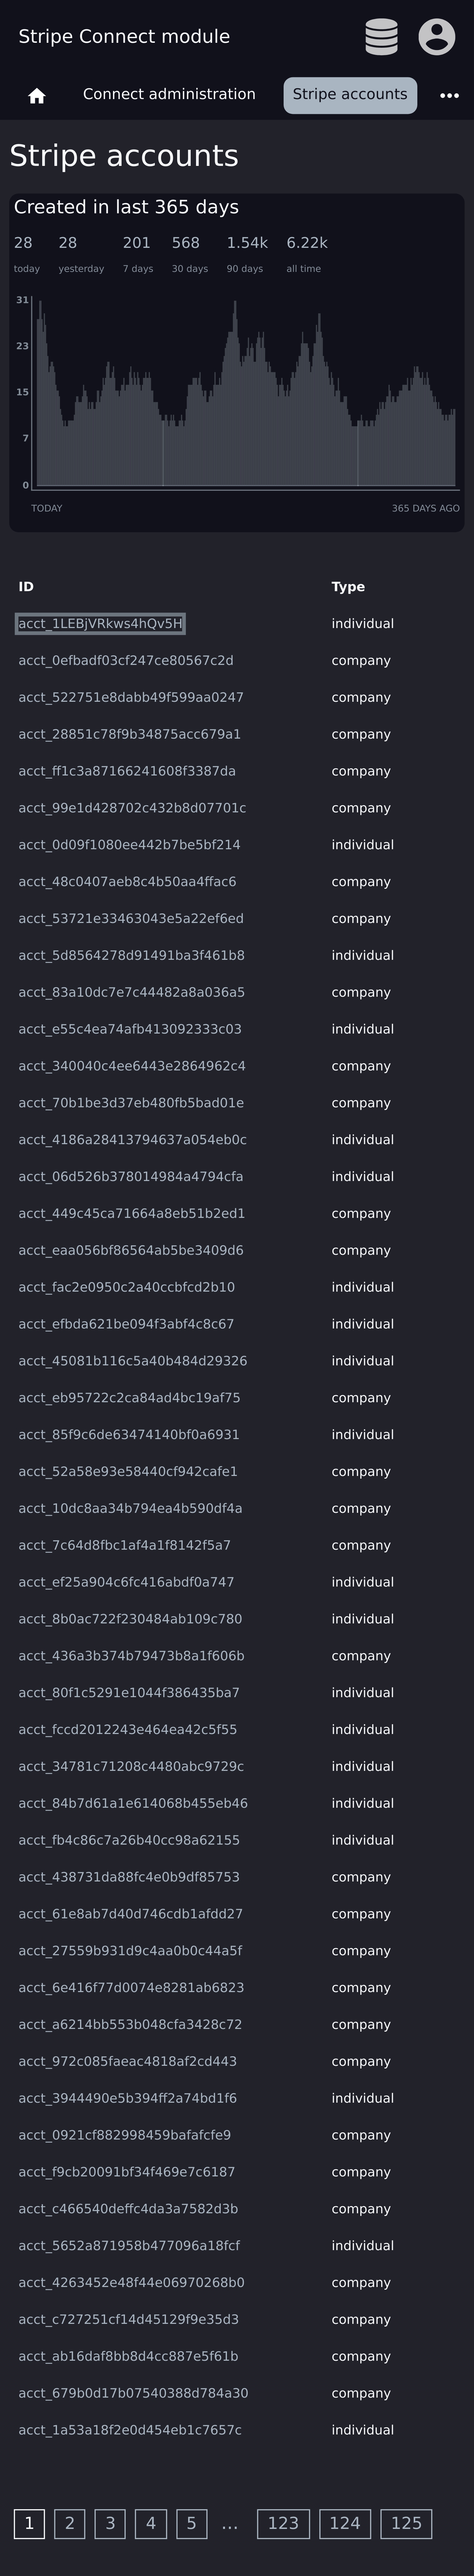 Stripe Connect module
Connect administration
Stripe accounts
Stripe accounts
Created in last 365 days
28 28 201 568 1.54k 6.22k
today yesterday 7 days 30 days 90 days all time
31
23
15
7
0
TODAY 365 DAYS AGO
ID Type
acct_1LEBjVRkws4hQv5H individual
acct_0efbadf03cf247ce80567c2d company
acct_522751e8dabb49f599aa0247 company
acct_28851c78f9b34875acc679a1 company
acct_ff1c3a87166241608f3387da company
acct_99e1d428702c432b8d07701c company
acct_0d09f1080ee442b7be5bf214 individual
acct_48c0407aeb8c4b50aa4ffac6 company
acct_53721e33463043e5a22ef6ed company
acct_5d8564278d91491ba3f461b8 individual
acct_83a10dc7e7c44482a8a036a5 company
acct_e55c4ea74afb413092333c03 individual
acct_340040c4ee6443e2864962c4 company
acct_70b1be3d37eb480fb5bad01e company
acct_4186a28413794637a054eb0c individual
acct_06d526b378014984a4794cfa individual
acct_449c45ca71664a8eb51b2ed1 company
acct_eaa056bf86564ab5be3409d6 company
acct_fac2e0950c2a40ccbfcd2b10 individual
acct_efbda621be094f3abf4c8c67 individual
acct_45081b116c5a40b484d29326 individual
acct_eb95722c2ca84ad4bc19af75 company
acct_85f9c6de63474140bf0a6931 individual
acct_52a58e93e58440cf942cafe1 company
acct_10dc8aa34b794ea4b590df4a company
acct_7c64d8fbc1af4a1f8142f5a7 company
acct_ef25a904c6fc416abdf0a747 individual
acct_8b0ac722f230484ab109c780 individual
acct_436a3b374b79473b8a1f606b company
acct_80f1c5291e1044f386435ba7 individual
acct_fccd2012243e464ea42c5f55 individual
acct_34781c71208c4480abc9729c individual
acct_84b7d61a1e614068b455eb46 individual
acct_fb4c86c7a26b40cc98a62155 individual
acct_438731da88fc4e0b9df85753 company
acct_61e8ab7d40d746cdb1afdd27 company
acct_27559b931d9c4aa0b0c44a5f company
acct_6e416f77d0074e8281ab6823 company
acct_a6214bb553b048cfa3428c72 company
acct_972c085faeac4818af2cd443 company
acct_3944490e5b394ff2a74bd1f6 individual
acct_0921cf882998459bafafcfe9 company
acct_f9cb20091bf34f469e7c6187 company
acct_c466540deffc4da3a7582d3b company
acct_5652a871958b477096a18fcf individual
acct_4263452e48f44e06970268b0 company
acct_c727251cf14d45129f9e35d3 company
acct_ab16daf8bb8d4cc887e5f61b company
acct_679b0d17b07540388d784a30 company
acct_1a53a18f2e0d454eb1c7657c individual
1 2 3 4 5 … 123 124 125